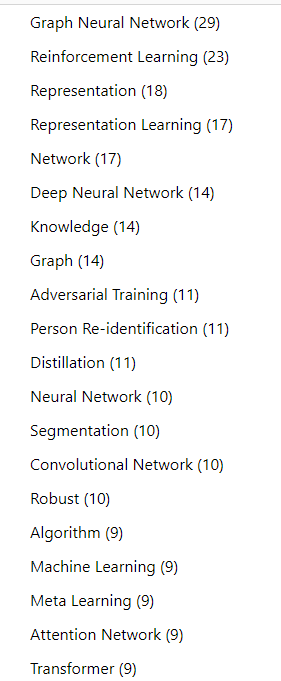 Graph Neural Network (29)
Reinforcement Learning (23)
Representation (18)
Representation Learning (17)
Network (17)
Deep Neural Network (14)
Knowledge (14)
Graph (14)
Adversarial Training (11)
Person Re-identification (11)
Distillation (11)
Neural Network (10)
Segmentation (10)
Convolutional Network (10)
Robust (10)
Algorithm (9)
Machine Learning (9)
Meta Learning (9)
Attention Network (9)
Transformer (9)